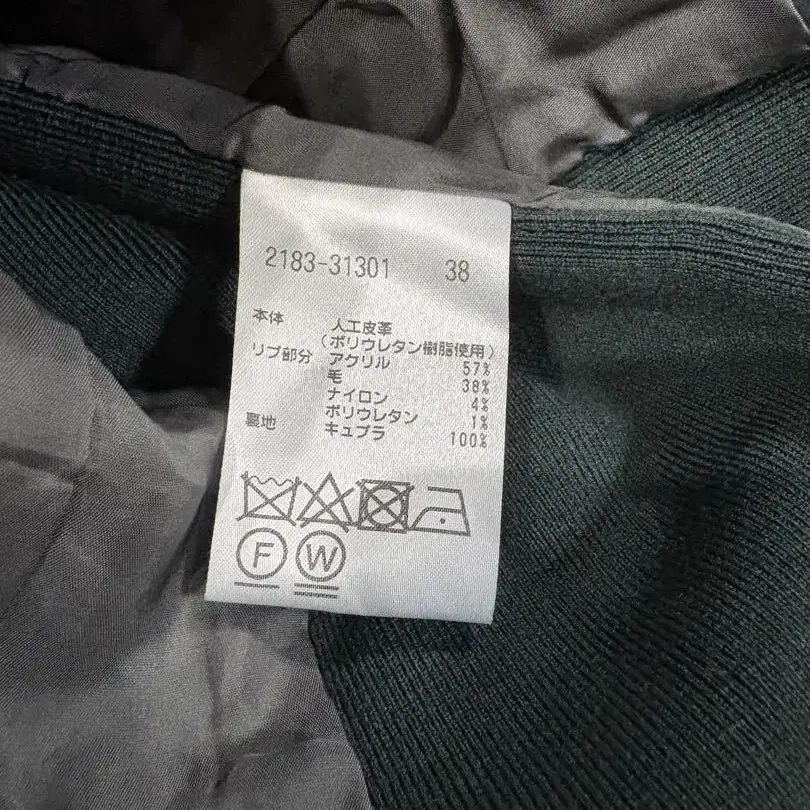 2183-31301 38
本体 人工皮革
(ポリウレタン樹脂使用)
リブ部分 アクリル 57%
毛 38%
ナイロン 4%
ポリウレタン 1%
裏地 キュプラ 100%
F W